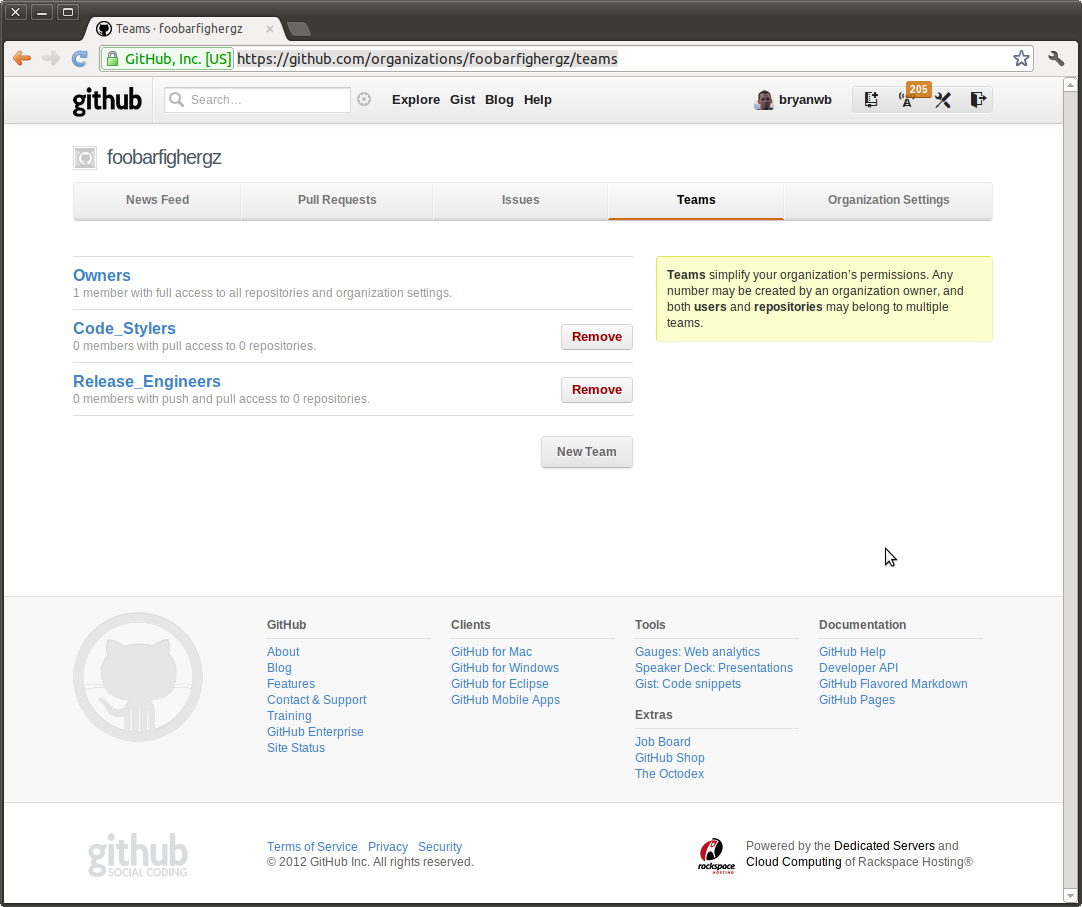 Teams · foobarfighergz
GitHub, Inc. [US] https://github.com/organizations/foobarfighergz/teams
github Search… Explore Gist Blog Help bryanwb 205
foobarfighergz
News Feed Pull Requests Issues Teams Organization Settings
Owners
1 member with full access to all repositories and organization settings.
Code_Stylers
0 members with pull access to 0 repositories.
Remove
Release_Engineers
0 members with push and pull access to 0 repositories.
Remove
New Team
Teams simplify your organization's permissions. Any
number may be created by an organization owner, and
both users and repositories may belong to multiple
teams.
GitHub
About
Blog
Features
Contact & Support
Training
GitHub Enterprise
Site Status
Clients
GitHub for Mac
GitHub for Windows
GitHub for Eclipse
GitHub Mobile Apps
Tools
Gauges: Web analytics
Speaker Deck: Presentations
Gist: Code snippets
Extras
Job Board
GitHub Shop
The Octodex
Documentation
GitHub Help
Developer API
GitHub Flavored Markdown
GitHub Pages
github
SOCIAL CODING
Terms of Service Privacy Security
© 2012 GitHub Inc. All rights reserved.
rackspace
HOSTING
Powered by the Dedicated Servers and
Cloud Computing of Rackspace Hosting®